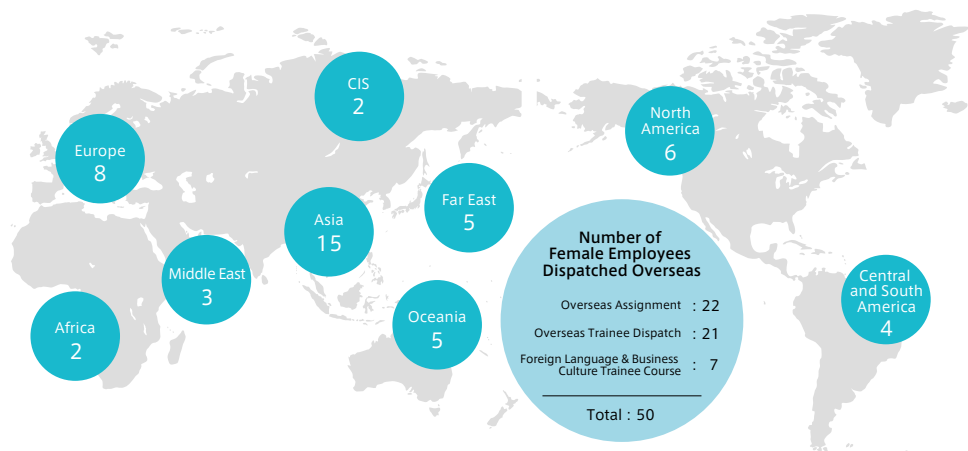 CIS
2
North
America
6
Europe
8
Far East
5
Asia
15
Number of
Female Employees
Dispatched Overseas
Overseas Assignment : 22
Overseas Trainee Dispatch : 21
Foreign Language & Business
Culture Trainee Course : 7
Total : 50
Middle East
3
Central
and South
America
4
Oceania
5
Africa
2